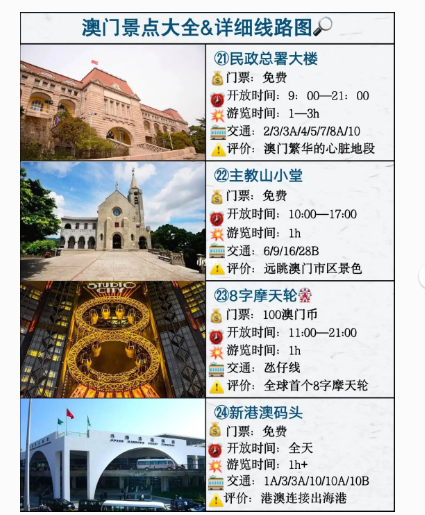 澳门景点大全&详细线路图
㉑民政总署大楼
门票：免费
开放时间：9：00—21：00
游览时间：1—3h
交通：2/3/3A/4/5/7/8A/10
评价：澳门繁华的心脏地段
㉒主教山小堂
门票：免费
开放时间：10:00—17:00
游览时间：1h
交通：6/9/16/28B
评价：远眺澳门市区景色
STUDIO CITY
㉓8字摩天轮
门票：100澳门币
开放时间：11:00—21:00
游览时间：1h
交通：氹仔线
评价：全球首个8字摩天轮
㉔新港澳码头
门票：免费
开放时间：全天
游览时间：1h+
交通：1A/3/3A/10/10A/10B
评价：港澳连接出海港